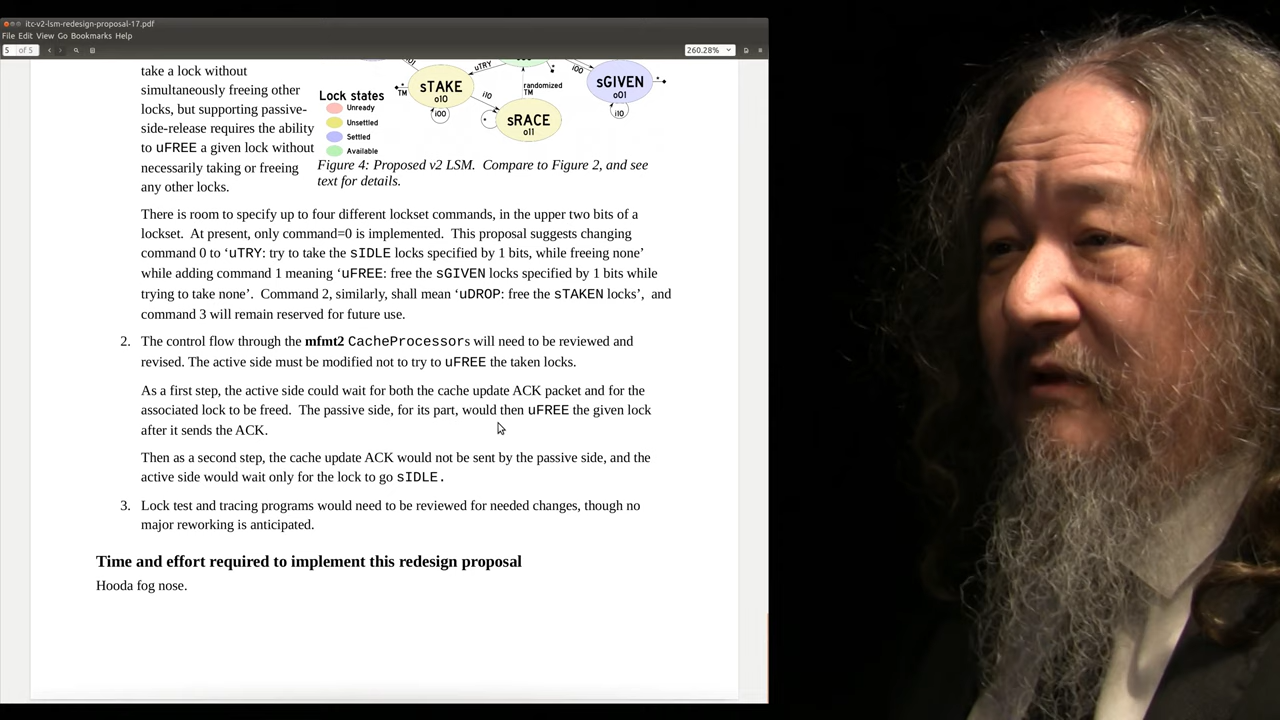 itc-v2-lsm-redesign-proposal-17.pdf
File Edit View Go Bookmarks Help
5 of 5
260.28%
take a lock without
simultaneously freeing other
locks, but supporting passive-
side-release requires the ability
to uFREE a given lock without
necessarily taking or freeing
any other locks.
uTRY
i00
sTAKE
o10
TM
i10
i00
randomized
TM
sGIVEN
o01
i10
sRACE
o11
Lock states
Unready
Unsettled
Settled
Available
Figure 4: Proposed v2 LSM.  Compare to Figure 2, and see
text for details.
There is room to specify up to four different lockset commands, in the upper two bits of a
lockset.  At present, only command=0 is implemented.  This proposal suggests changing
command 0 to ‘uTRY: try to take the sIDLE locks specified by 1 bits, while freeing none’
while adding command 1 meaning ‘uFREE: free the sGIVEN locks specified by 1 bits while
trying to take none’.  Command 2, similarly, shall mean ‘uDROP: free the sTAKEN locks’,  and
command 3 will remain reserved for future use.
2. The control flow through the mfmt2 CacheProcessors will need to be reviewed and
revised. The active side must be modified not to try to uFREE the taken locks.
As a first step, the active side could wait for both the cache update ACK packet and for the
associated lock to be freed.  The passive side, for its part, would then uFREE the given lock
after it sends the ACK.
Then as a second step, the cache update ACK would not be sent by the passive side, and the
active side would wait only for the lock to go sIDLE.
3. Lock test and tracing programs would need to be reviewed for needed changes, though no
major reworking is anticipated.
Time and effort required to implement this redesign proposal
Hooda fog nose.